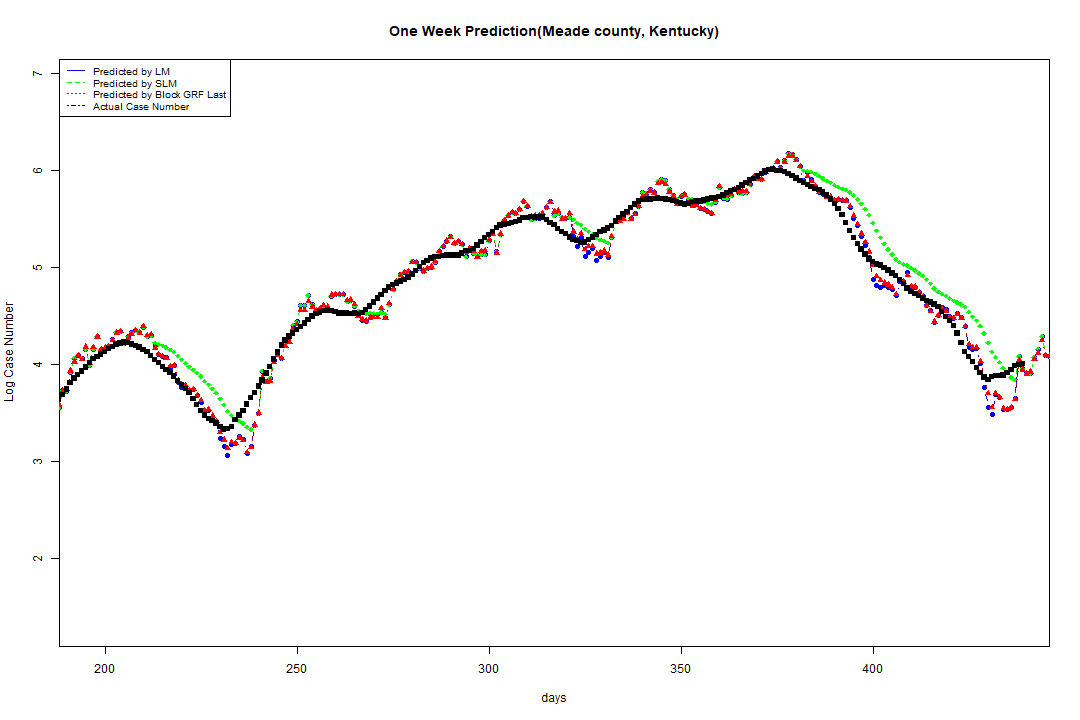 One Week Prediction(Meade county, Kentucky)
Predicted by LM
Predicted by SLM
Predicted by Block GRF Last
Actual Case Number
7
6
5
4
3
2
Log Case Number
200 250 300 350 400
days